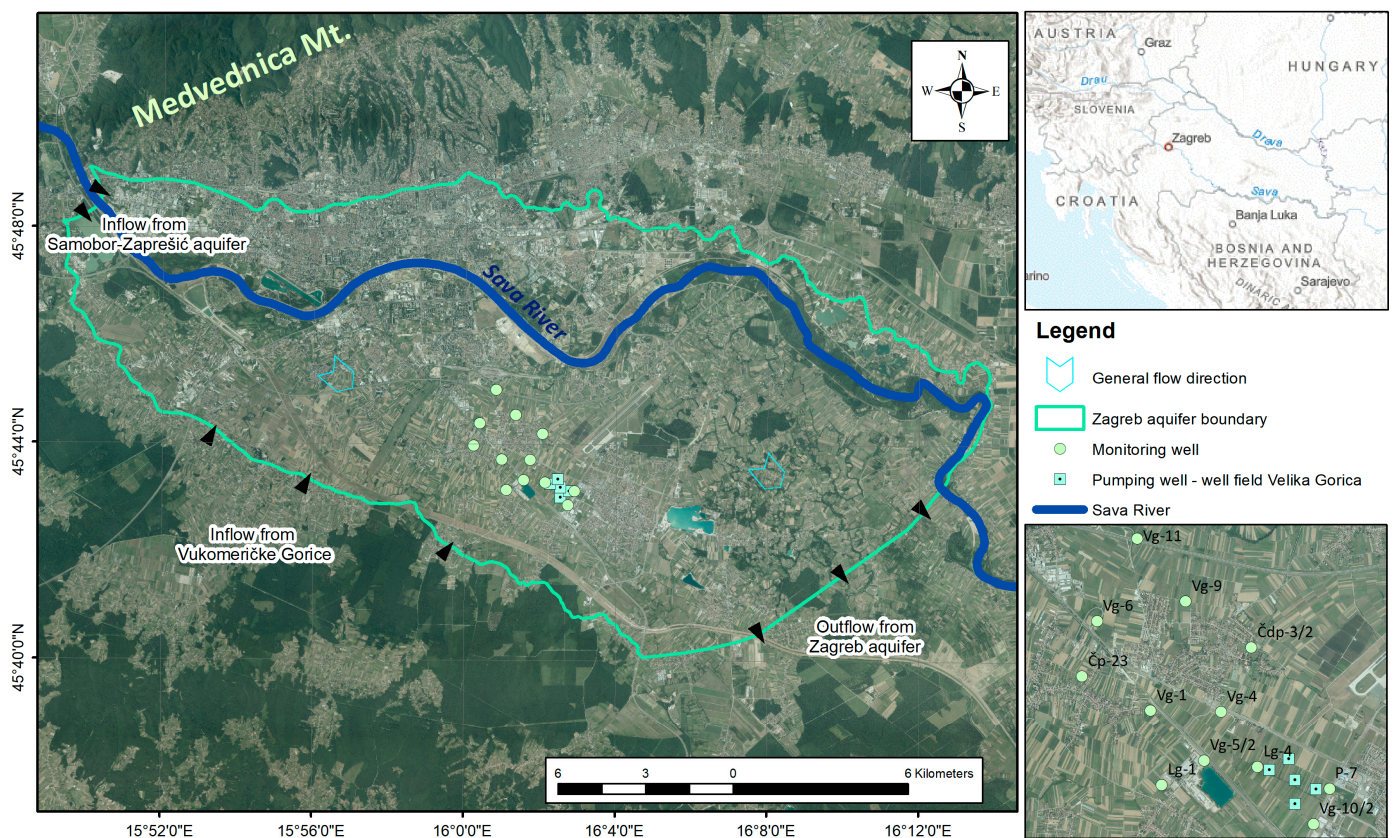 Medvednica Mt.
N
W
E
S
Inflow from
Samobor-Zaprešić aquifer
Sava River
Inflow from
Vukomeričke Gorice
Outflow from
Zagreb aquifer
6 3 0 6 Kilometers
45°48'0"N
45°44'0"N
45°40'0"N
15°52'0"E 15°56'0"E 16°0'0"E 16°4'0"E 16°8'0"E 16°12'0"E
AUSTRIA
Graz
HUNGARY
Drau
SLOVENIA
Zagreb
Drava
Sava
CROATIA
Banja Luka
BOSNIA AND
HERZEGOVINA
Sarajevo
DINARIC
arino
Legend
General flow direction
Zagreb aquifer boundary
Monitoring well
Pumping well - well field Velika Gorica
Sava River
Vg-11
Vg-9
Vg-6
Čdp-3/2
Čp-23
Vg-1
Vg-4
Vg-5/2
Lg-4
Lg-1
P-7
Vg-10/2